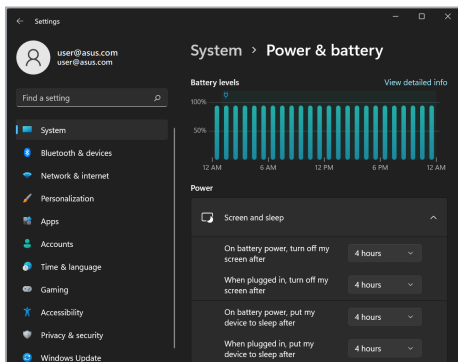 Settings
user@asus.com
user@asus.com
Find a setting
System
Bluetooth & devices
Network & internet
Personalization
Apps
Accounts
Time & language
Gaming
Accessibility
Privacy & security
Windows Update
System > Power & battery
Battery levels
View detailed info
100%
50%
12 AM 6 AM 12 PM 6 PM 12 AM
Power
Screen and sleep
On battery power, turn off my
screen after
4 hours
When plugged in, turn off my
screen after
4 hours
On battery power, put my
device to sleep after
4 hours
When plugged in, put my
device to sleep after
4 hours